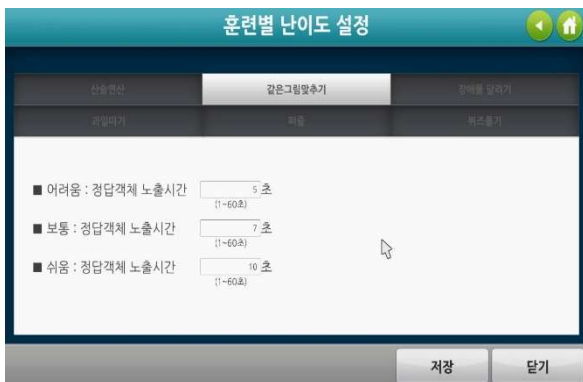 훈련별 난이도 설정
산술연산 같은그림맞추기 장애물 달리기
과일따기 퍼즐 퀴즈풀기
■ 어려움 : 정답객체 노출시간 5 초
(1~60초)
■ 보통 : 정답객체 노출시간 7 초
(1~60초)
■ 쉬움 : 정답객체 노출시간 10 초
(1~60초)
저장 닫기